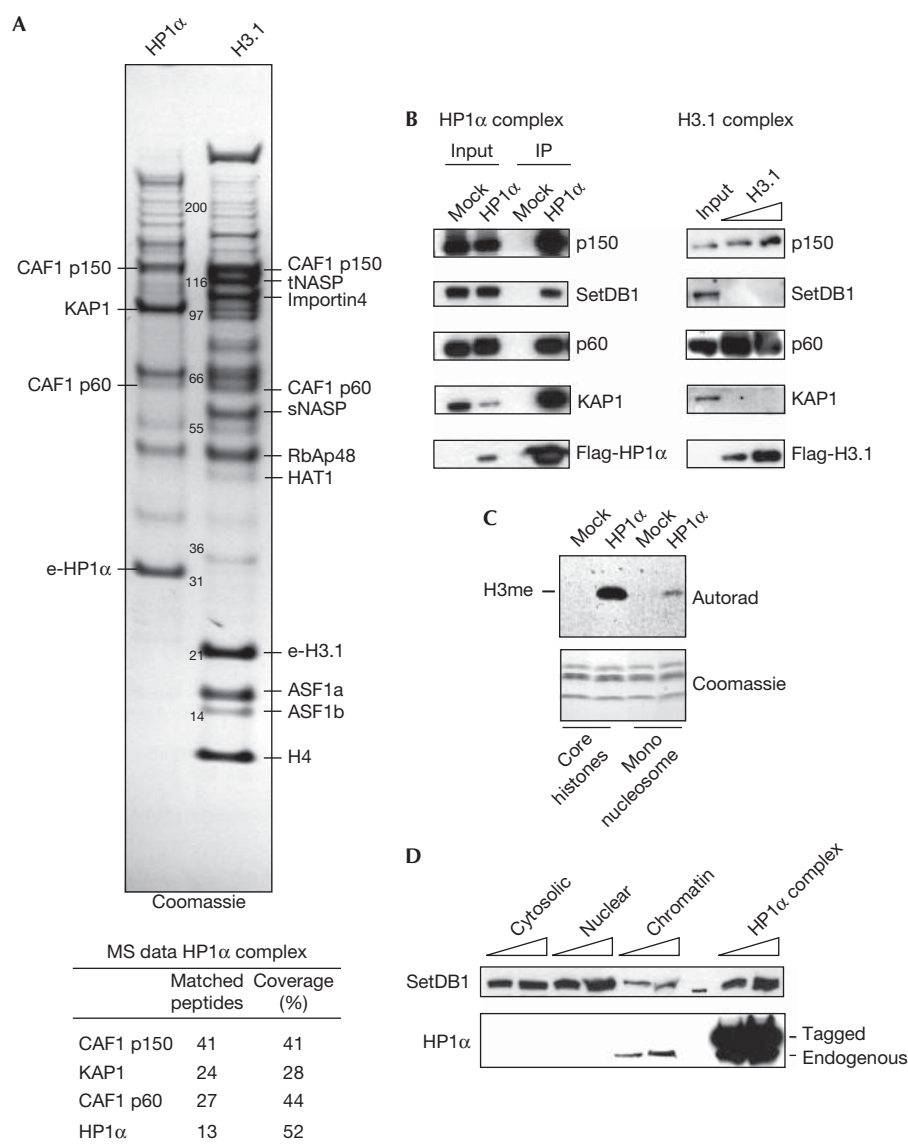 A
HP1α H3.1
200
116
97
66
55
36
31
21
14
CAF1 p150
KAP1
CAF1 p60
e-HP1α
CAF1 p150
tNASP
Importin4
CAF1 p60
sNASP
RbAp48
HAT1
e-H3.1
ASF1a
ASF1b
H4
Coomassie
MS data HP1α complex
Matched peptides Coverage (%)
CAF1 p150 41 41
KAP1 24 28
CAF1 p60 27 44
HP1α 13 52
B
HP1α complex H3.1 complex
Input IP
Mock HP1α Mock HP1α
Input H3.1
p150 p150
SetDB1 SetDB1
p60 p60
KAP1 KAP1
Flag-HP1α Flag-H3.1
C
Mock HP1α Mock HP1α
H3me Autorad
Coomassie
Core histones Mono nucleosome
D
Cytosolic Nuclear Chromatin HP1α complex
SetDB1
HP1α Tagged
Endogenous